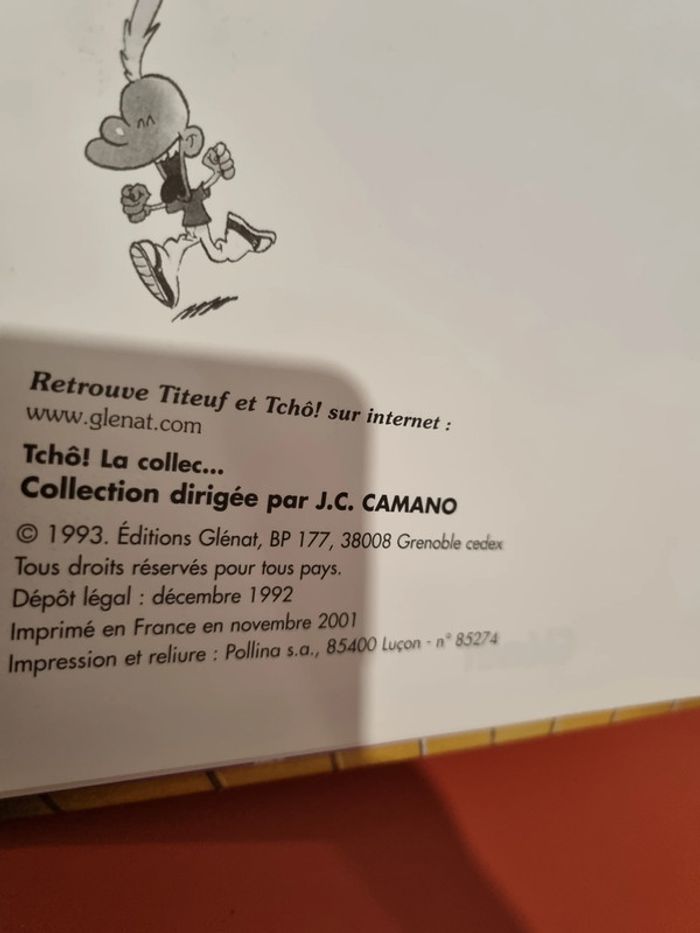 Retrouve Titeuf et Tchô! sur internet :
www.glenat.com
Tchô! La collec...
Collection dirigée par J.C. CAMANO
© 1993. Éditions Glénat, BP 177, 38008 Grenoble cedex
Tous droits réservés pour tous pays.
Dépôt légal : décembre 1992
Imprimé en France en novembre 2001
Impression et reliure : Pollina s.a., 85400 Luçon - n° 85274